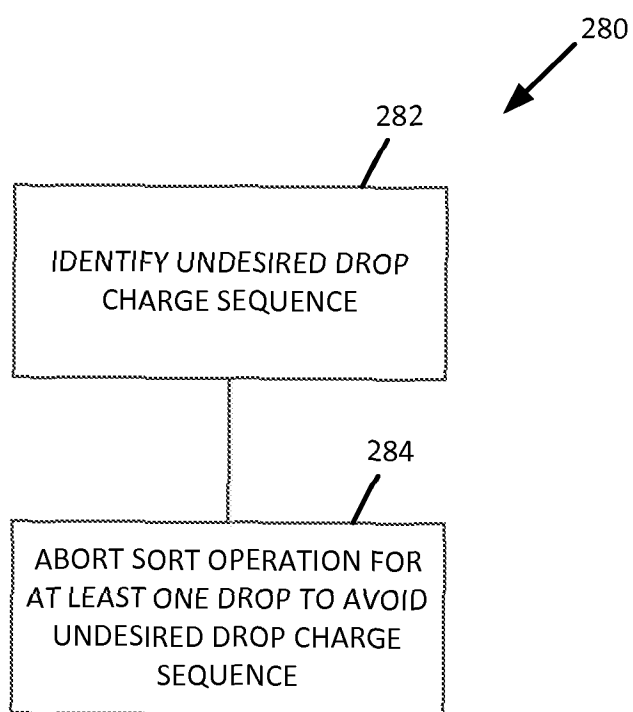 280
282
IDENTIFY UNDESIRED DROP
CHARGE SEQUENCE
284
ABORT SORT OPERATION FOR
AT LEAST ONE DROP TO AVOID
UNDESIRED DROP CHARGE
SEQUENCE